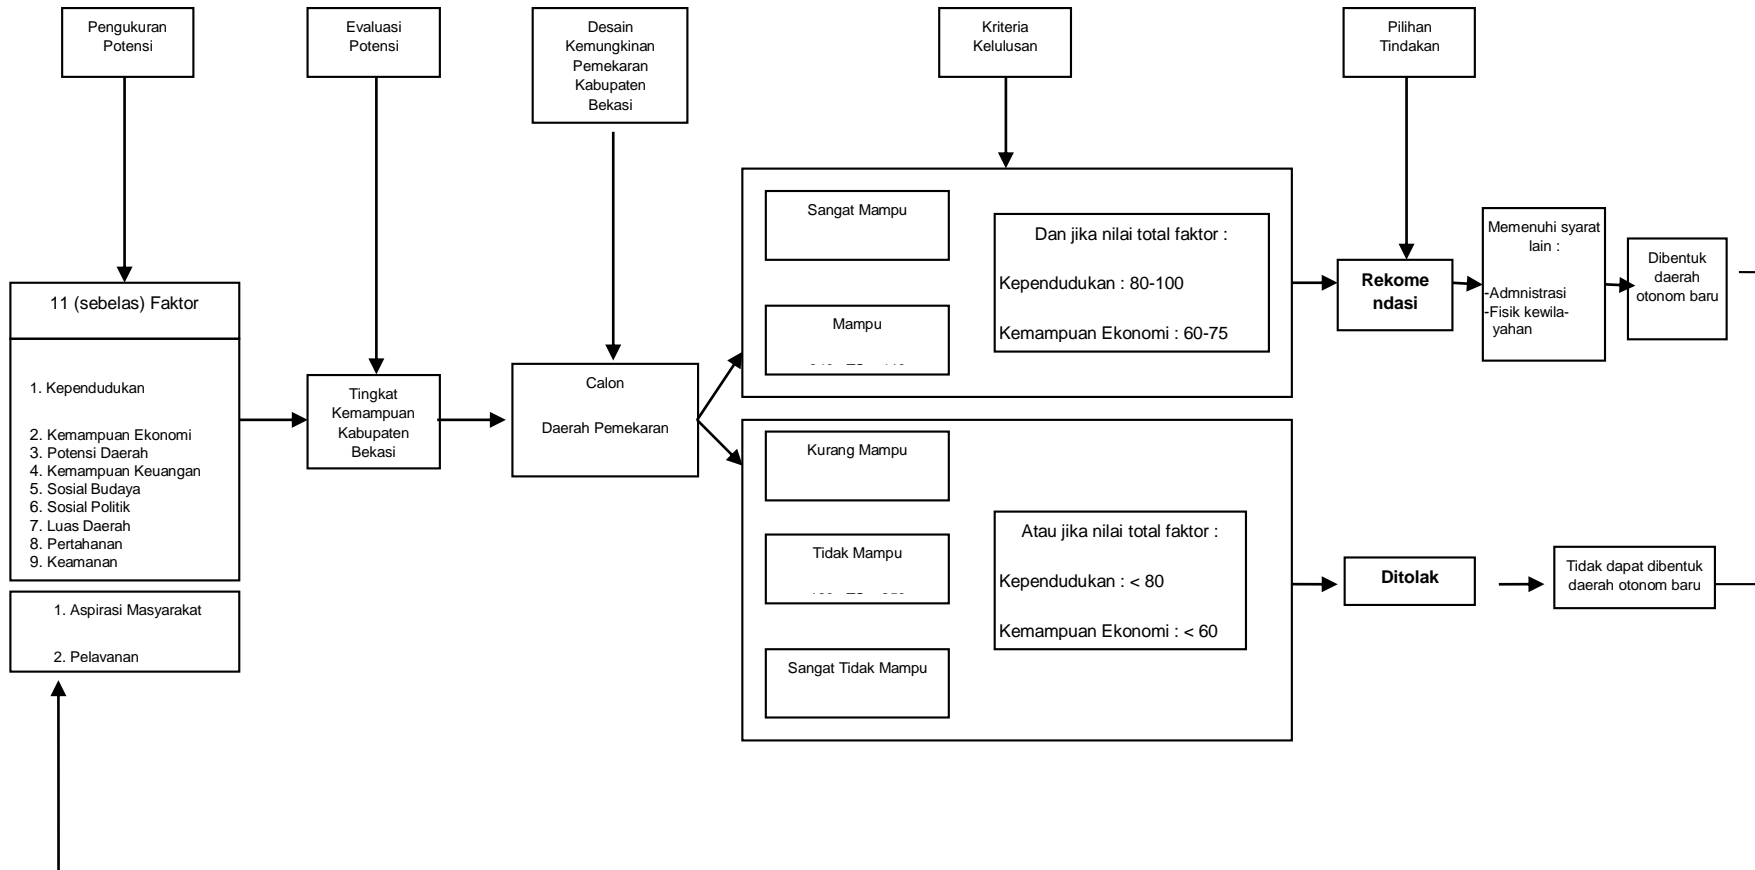 Pengukuran
Potensi
Evaluasi
Potensi
Desain
Kemungkinan
Pemekaran
Kabupaten
Bekasi
Kriteria
Kelulusan
Pilihan
Tindakan
11 (sebelas) Faktor
1. Kependudukan
2. Kemampuan Ekonomi
3. Potensi Daerah
4. Kemampuan Keuangan
5. Sosial Budaya
6. Sosial Politik
7. Luas Daerah
8. Pertahanan
9. Keamanan
1. Aspirasi Masyarakat
2. Pelavanan
Tingkat
Kemampuan
Kabupaten
Bekasi
Calon
Daerah Pemekaran
Sangat Mampu
Mampu
Dan jika nilai total faktor :
Kependudukan : 80-100
Kemampuan Ekonomi : 60-75
Kurang Mampu
Tidak Mampu
Sangat Tidak Mampu
Atau jika nilai total faktor :
Kependudukan : < 80
Kemampuan Ekonomi : < 60
Rekome
ndasi
Memenuhi syarat
lain :
-Admnistrasi
-Fisik kewila-
yahan
Dibentuk
daerah
otonom baru
Ditolak
Tidak dapat dibentuk
daerah otonom baru